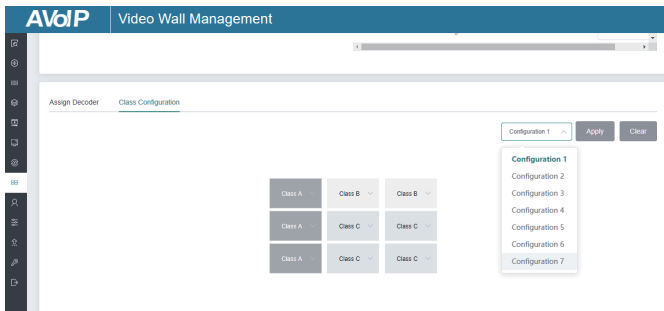 AVoIP Video Wall Management
Assign Decoder Class Configuration
Configuration 1 Apply Clear
Configuration 1
Configuration 2
Configuration 3
Configuration 4
Configuration 5
Configuration 6
Configuration 7
Class A Class B Class B
Class A Class C Class C
Class A Class C Class C